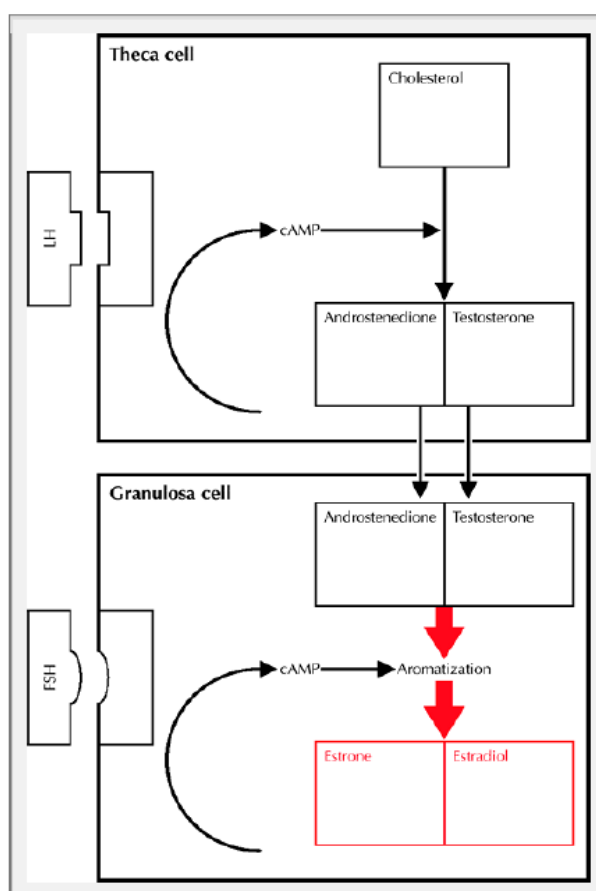 Theca cell
Cholesterol
LH
cAMP
Androstenedione
Testosterone
Granulosa cell
Androstenedione
Testosterone
FSH
cAMP
Aromatization
Estrone
Estradiol